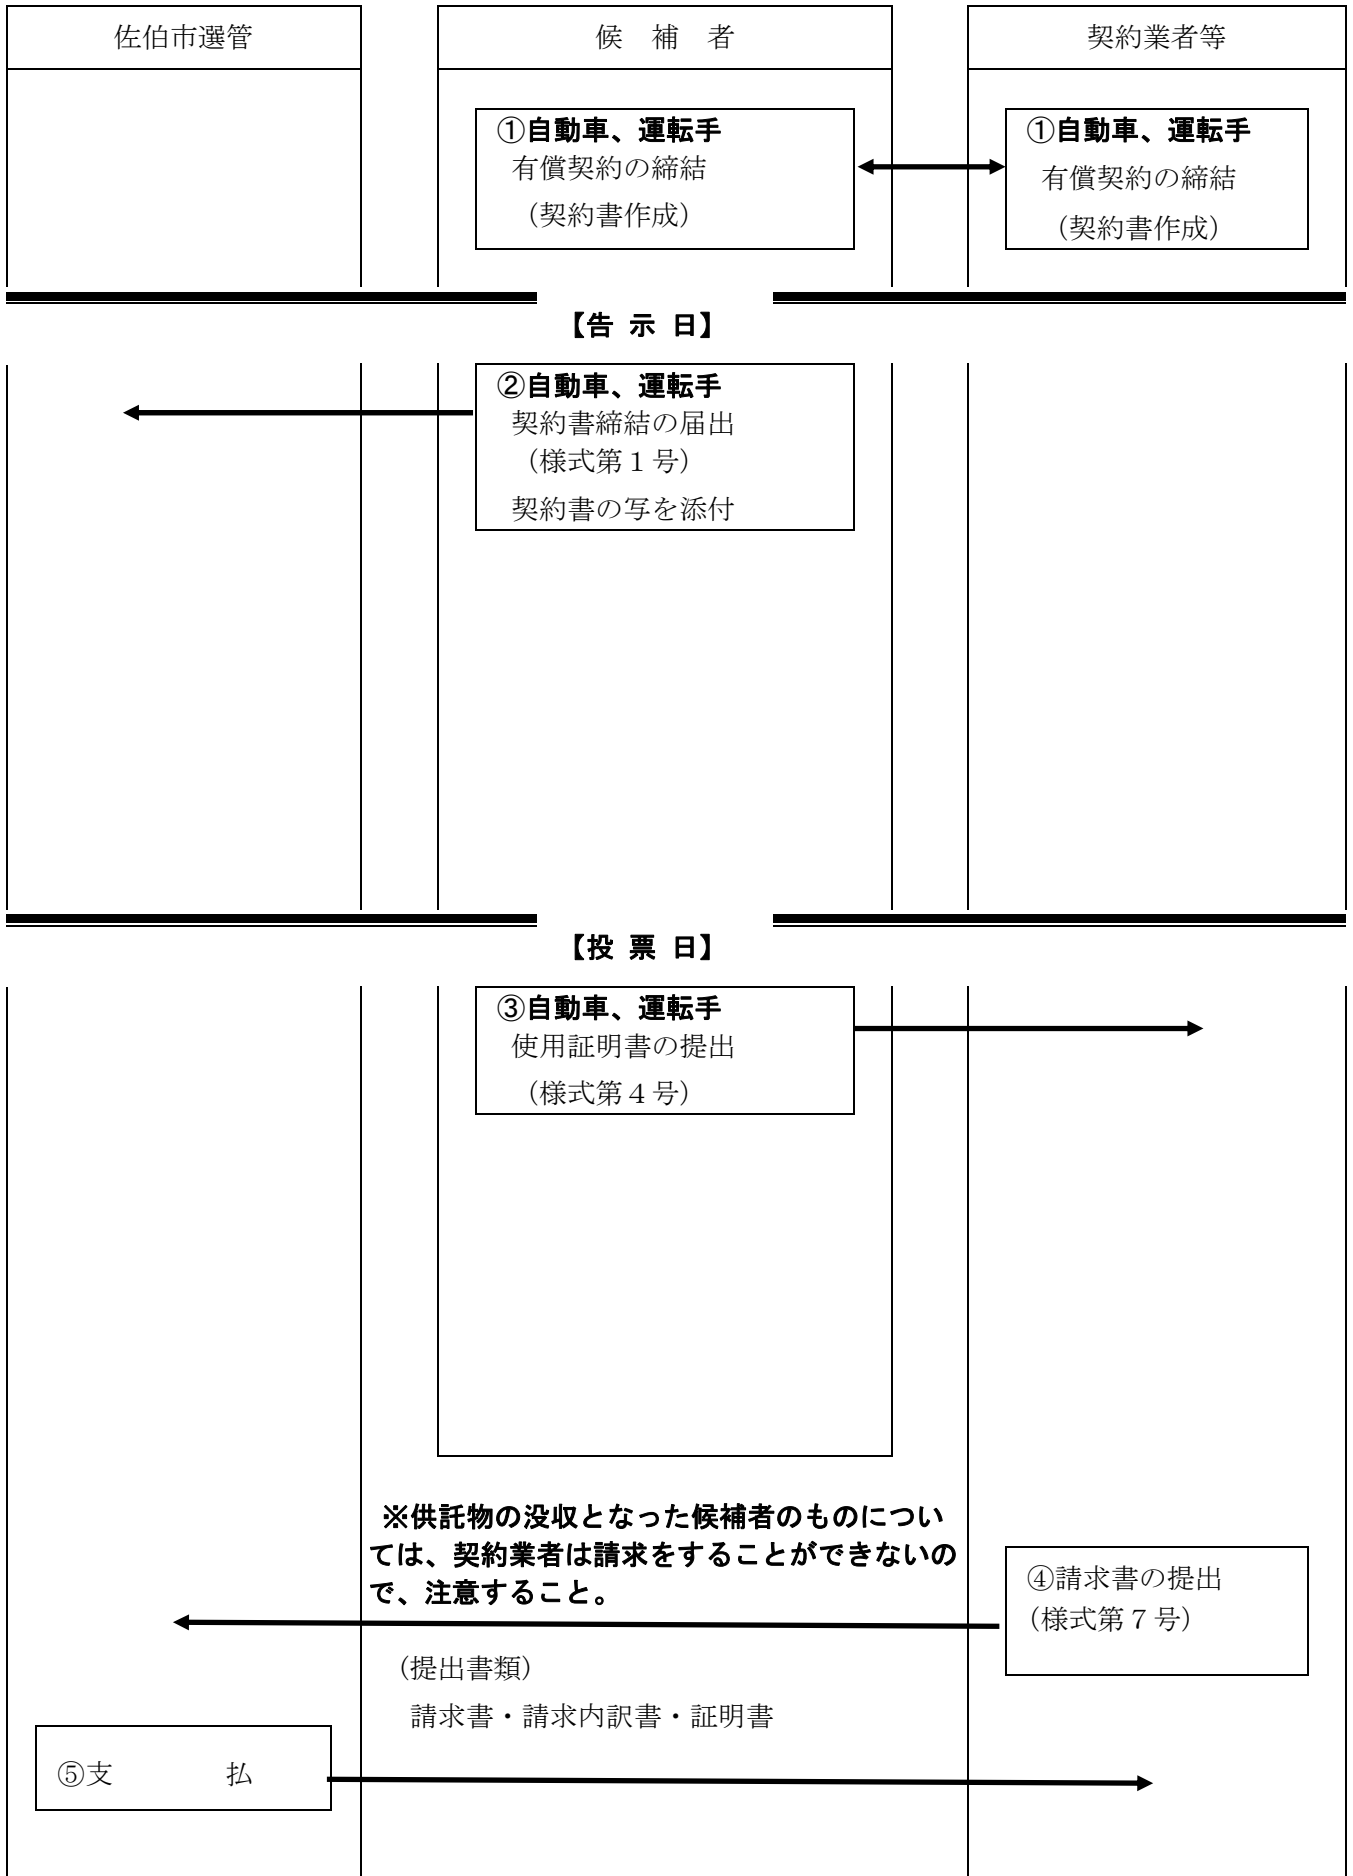 佐伯市選管
候　補　者
契約業者等
①自動車、運転手
有償契約の締結
（契約書作成）
①自動車、運転手
有償契約の締結
（契約書作成）
【告 示 日】
②自動車、運転手
契約書締結の届出
（様式第１号）
契約書の写を添付
【投 票 日】
③自動車、運転手
使用証明書の提出
（様式第４号）
※供託物の没収となった候補者のものについ
ては、契約業者は請求をすることができないの
で、注意すること。
④請求書の提出
（様式第７号）
（提出書類）
請求書・請求内訳書・証明書
⑤支　　　　払